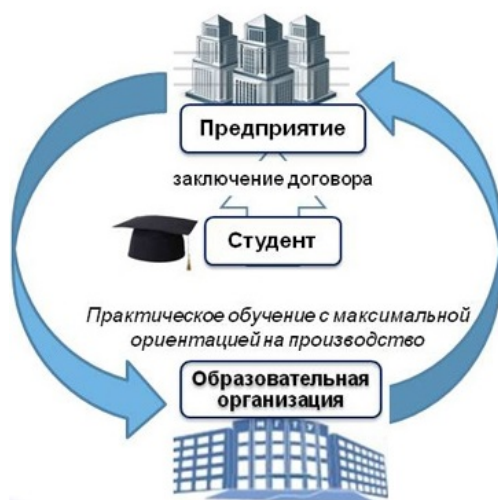 Предприятие
заключение договора
Студент
Практическое обучение с максимальной
ориентацией на производство
Образовательная
организация